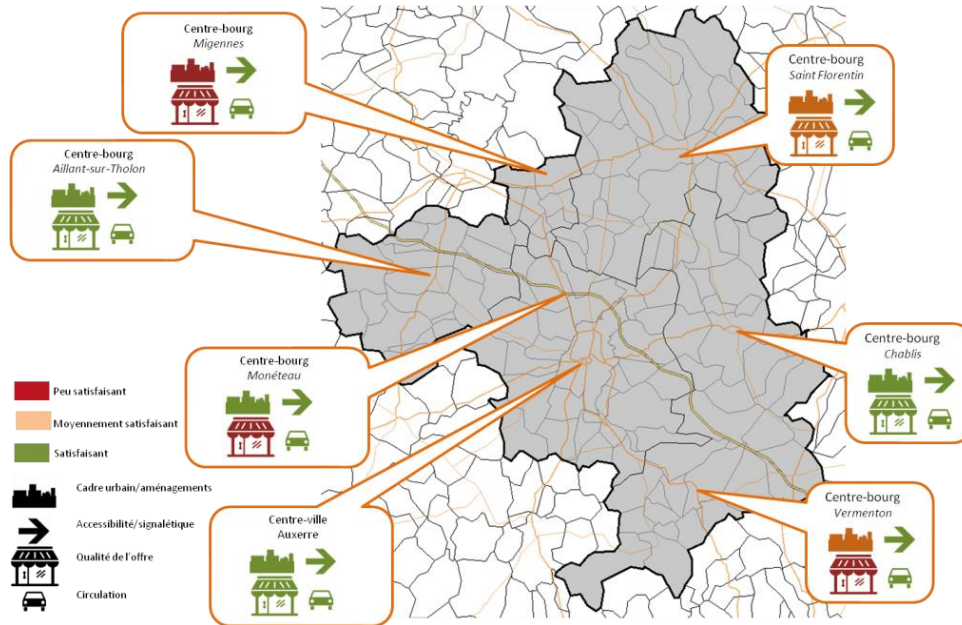 Centre-bourg
Migennes
Centre-bourg
Saint Florentin
Centre-bourg
Aillant-sur-Tholon
Centre-bourg
Monéteau
Centre-bourg
Chablis
Centre-ville
Auxerre
Centre-bourg
Vermenton
Peu satisfaisant
Moyennement satisfaisant
Satisfaisant
Cadre urbain/aménagements
Accessibilité/signalétique
Qualité de l'offre
Circulation